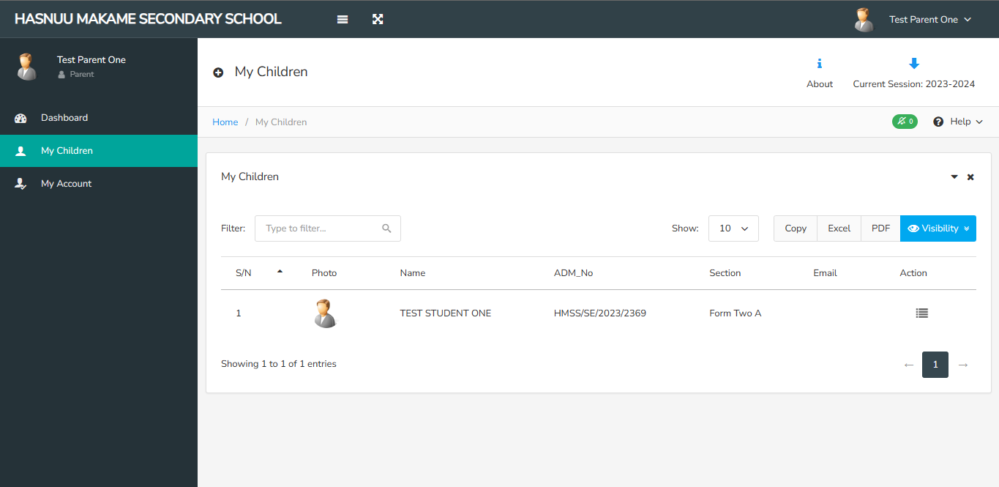 HASNUU MAKAME SECONDARY SCHOOL
Test Parent One
Test Parent One
Parent
Dashboard
My Children
My Account
My Children
About
Current Session: 2023-2024
Home / My Children
0
Help
My Children
Filter: Type to filter...
Show: 10
Copy Excel PDF Visibility
S/N Photo Name ADM_No Section Email Action
1 TEST STUDENT ONE HMSS/SE/2023/2369 Form Two A
Showing 1 to 1 of 1 entries
← 1 →